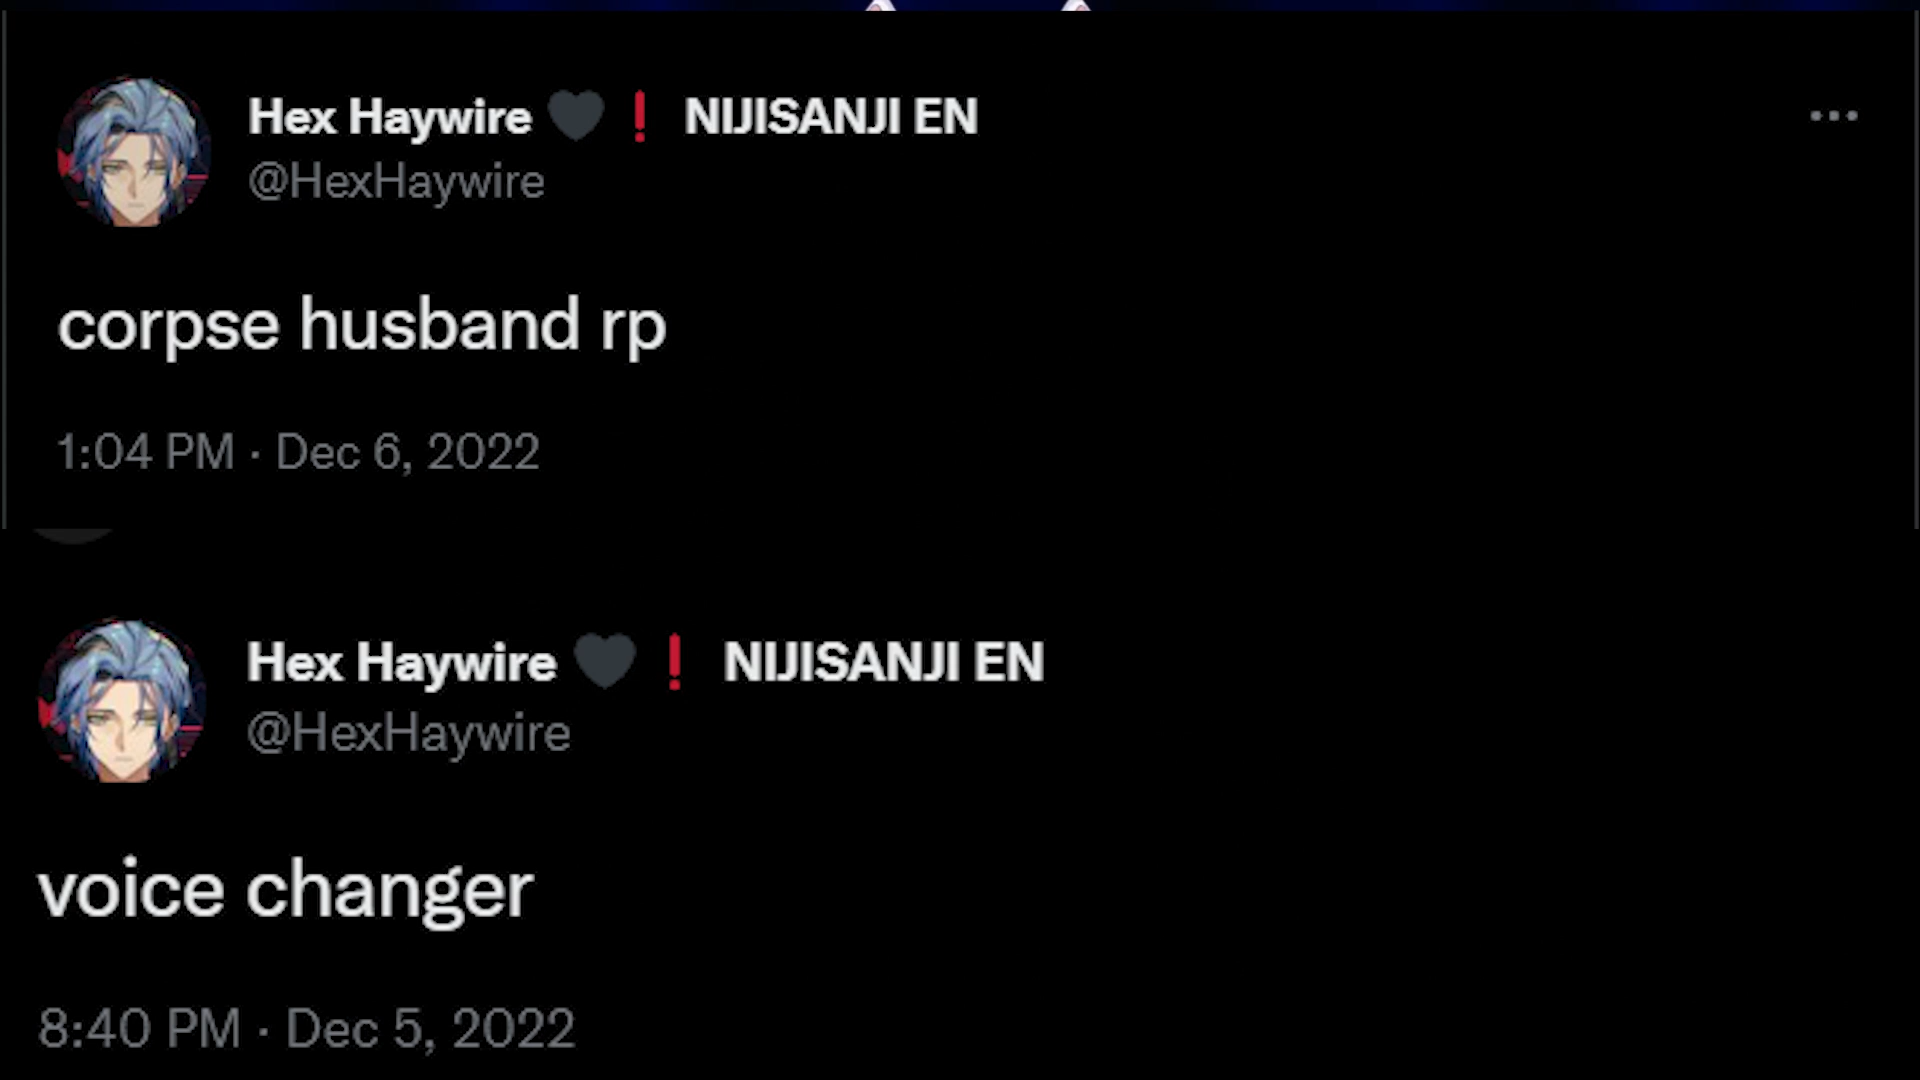 Hex Haywire 🖤❗ NIJISANJI EN
@HexHaywire
corpse husband rp
1:04 PM · Dec 6, 2022
Hex Haywire 🖤❗ NIJISANJI EN
@HexHaywire
voice changer
8:40 PM · Dec 5, 2022